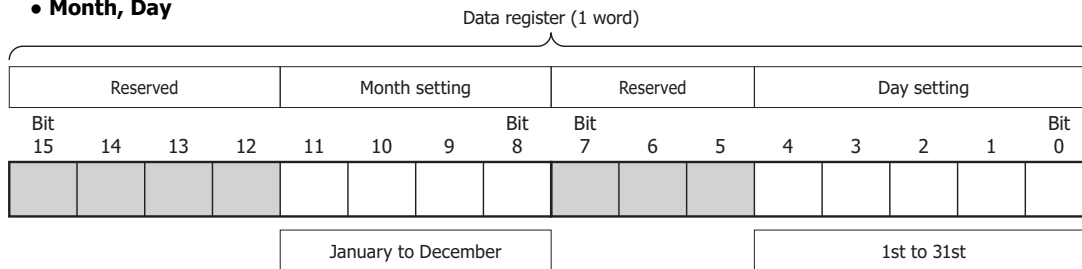 ● Month, Day
Data register (1 word)
Reserved Month setting Reserved Day setting
Bit Bit Bit Bit
15 14 13 12 11 10 9 8 7 6 5 4 3 2 1 0
January to December 1st to 31st